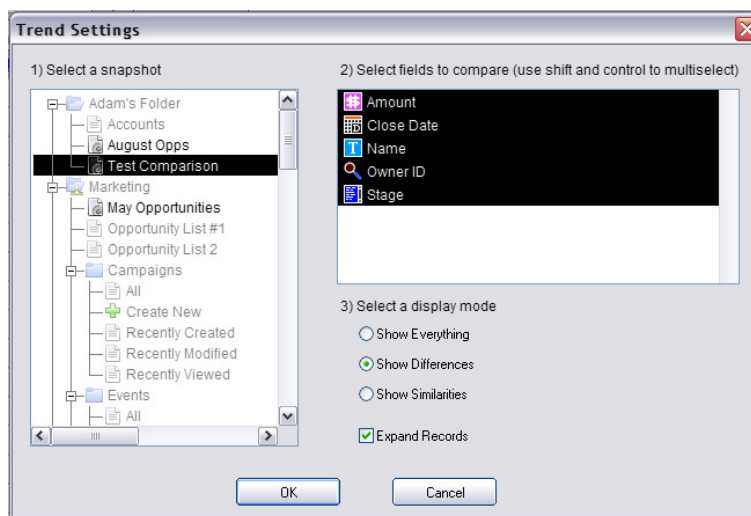 Trend Settings
1) Select a snapshot
Adam's Folder
Accounts
August Opps
Test Comparison
Marketing
May Opportunities
Opportunity List #1
Opportunity List 2
Campaigns
All
Create New
Recently Created
Recently Modified
Recently Viewed
Events
All
2) Select fields to compare (use shift and control to multiselect)
Amount
Close Date
Name
Owner ID
Stage
3) Select a display mode
Show Everything
Show Differences
Show Similarities
Expand Records
OK
Cancel